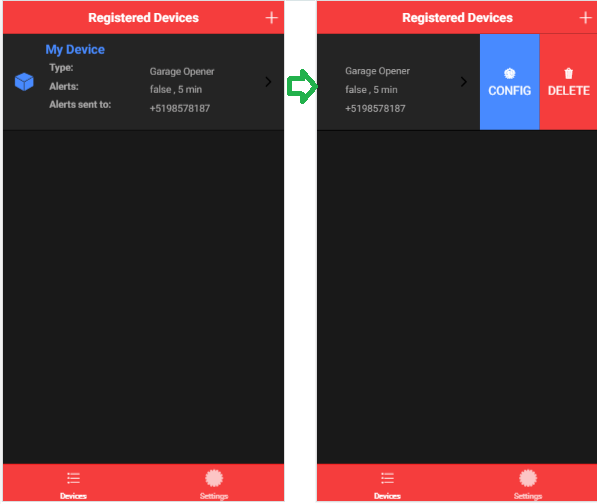 Registered Devices
My Device
Type: Garage Opener
Alerts: false , 5 min
Alerts sent to: +5198578187
Devices Settings
Registered Devices
Garage Opener
false , 5 min
+5198578187
CONFIG DELETE
Devices Settings